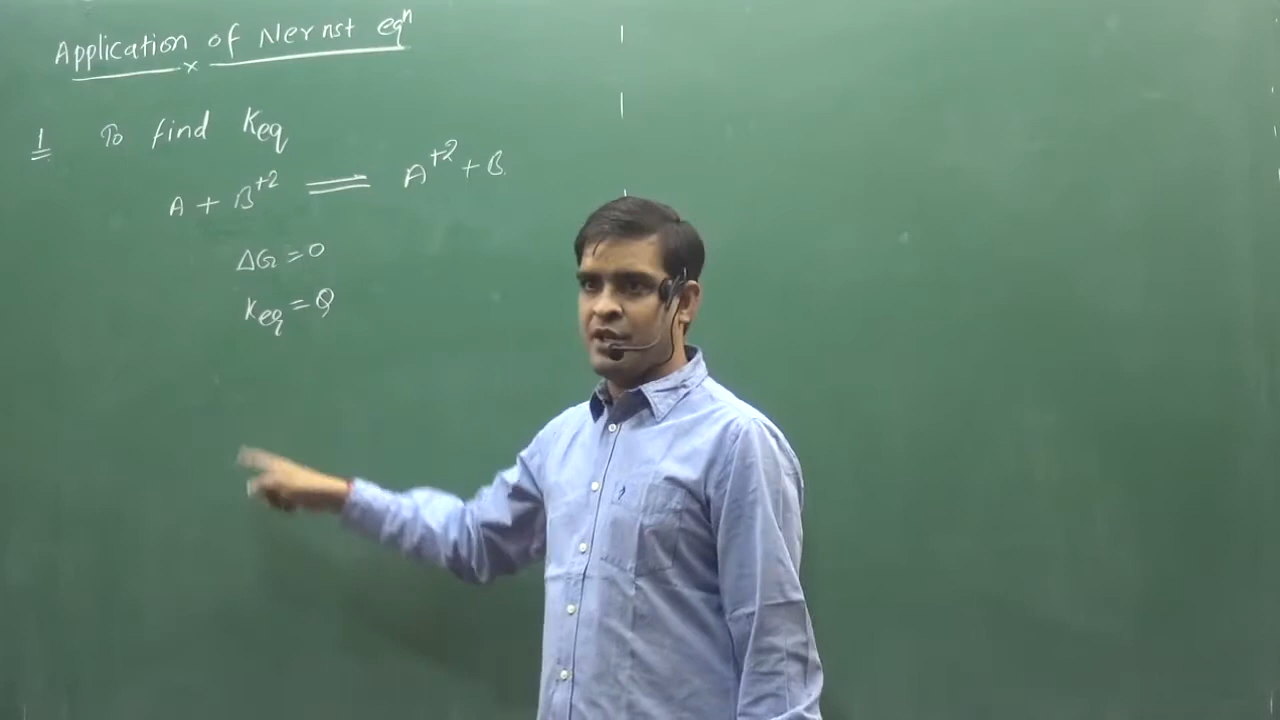 Application of Nernst eqⁿ
1 To find Keq
A + B⁺² ⇌ A⁺² + B
ΔG = 0
Keq = Q